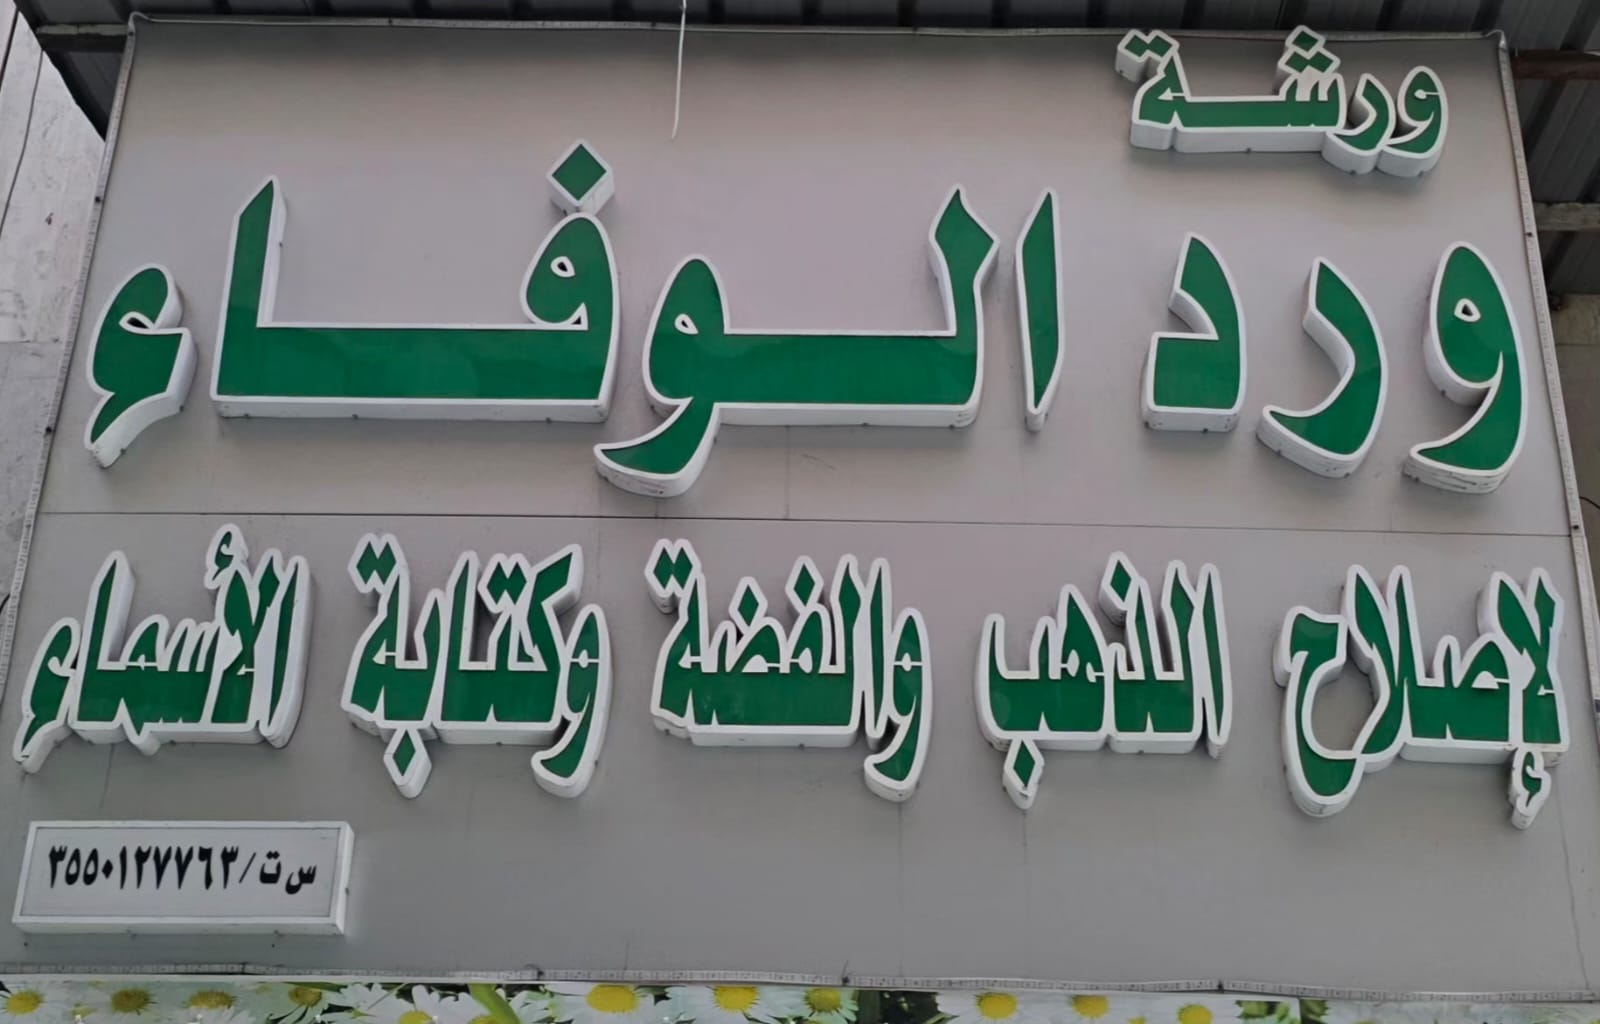 ورشة
ورد الوفاء
لإصلاح الذهب والفضة وكتابة الأسماء
س ت/٣٥٥٠١٢٧٧٦٣